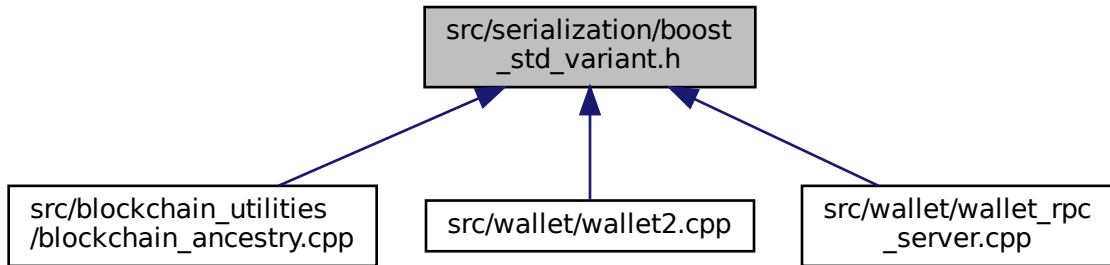 src/serialization/boost
_std_variant.h
src/blockchain_utilities
/blockchain_ancestry.cpp
src/wallet/wallet2.cpp
src/wallet/wallet_rpc
_server.cpp